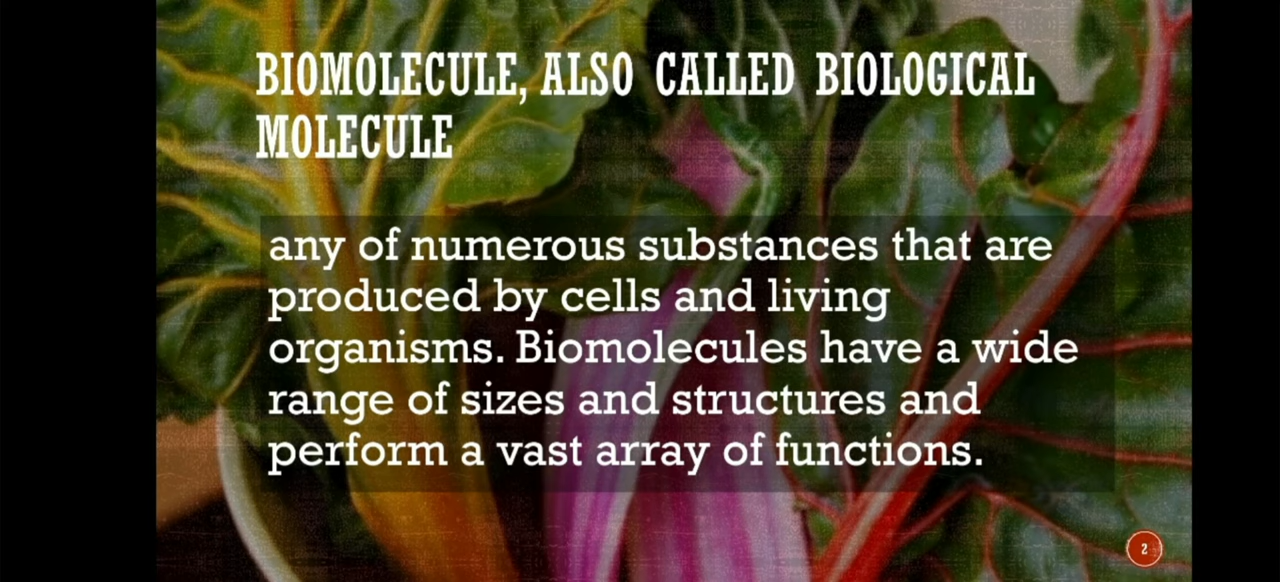 BIOMOLECULE, ALSO CALLED BIOLOGICAL
MOLECULE
any of numerous substances that are
produced by cells and living
organisms. Biomolecules have a wide
range of sizes and structures and
perform a vast array of functions.
2